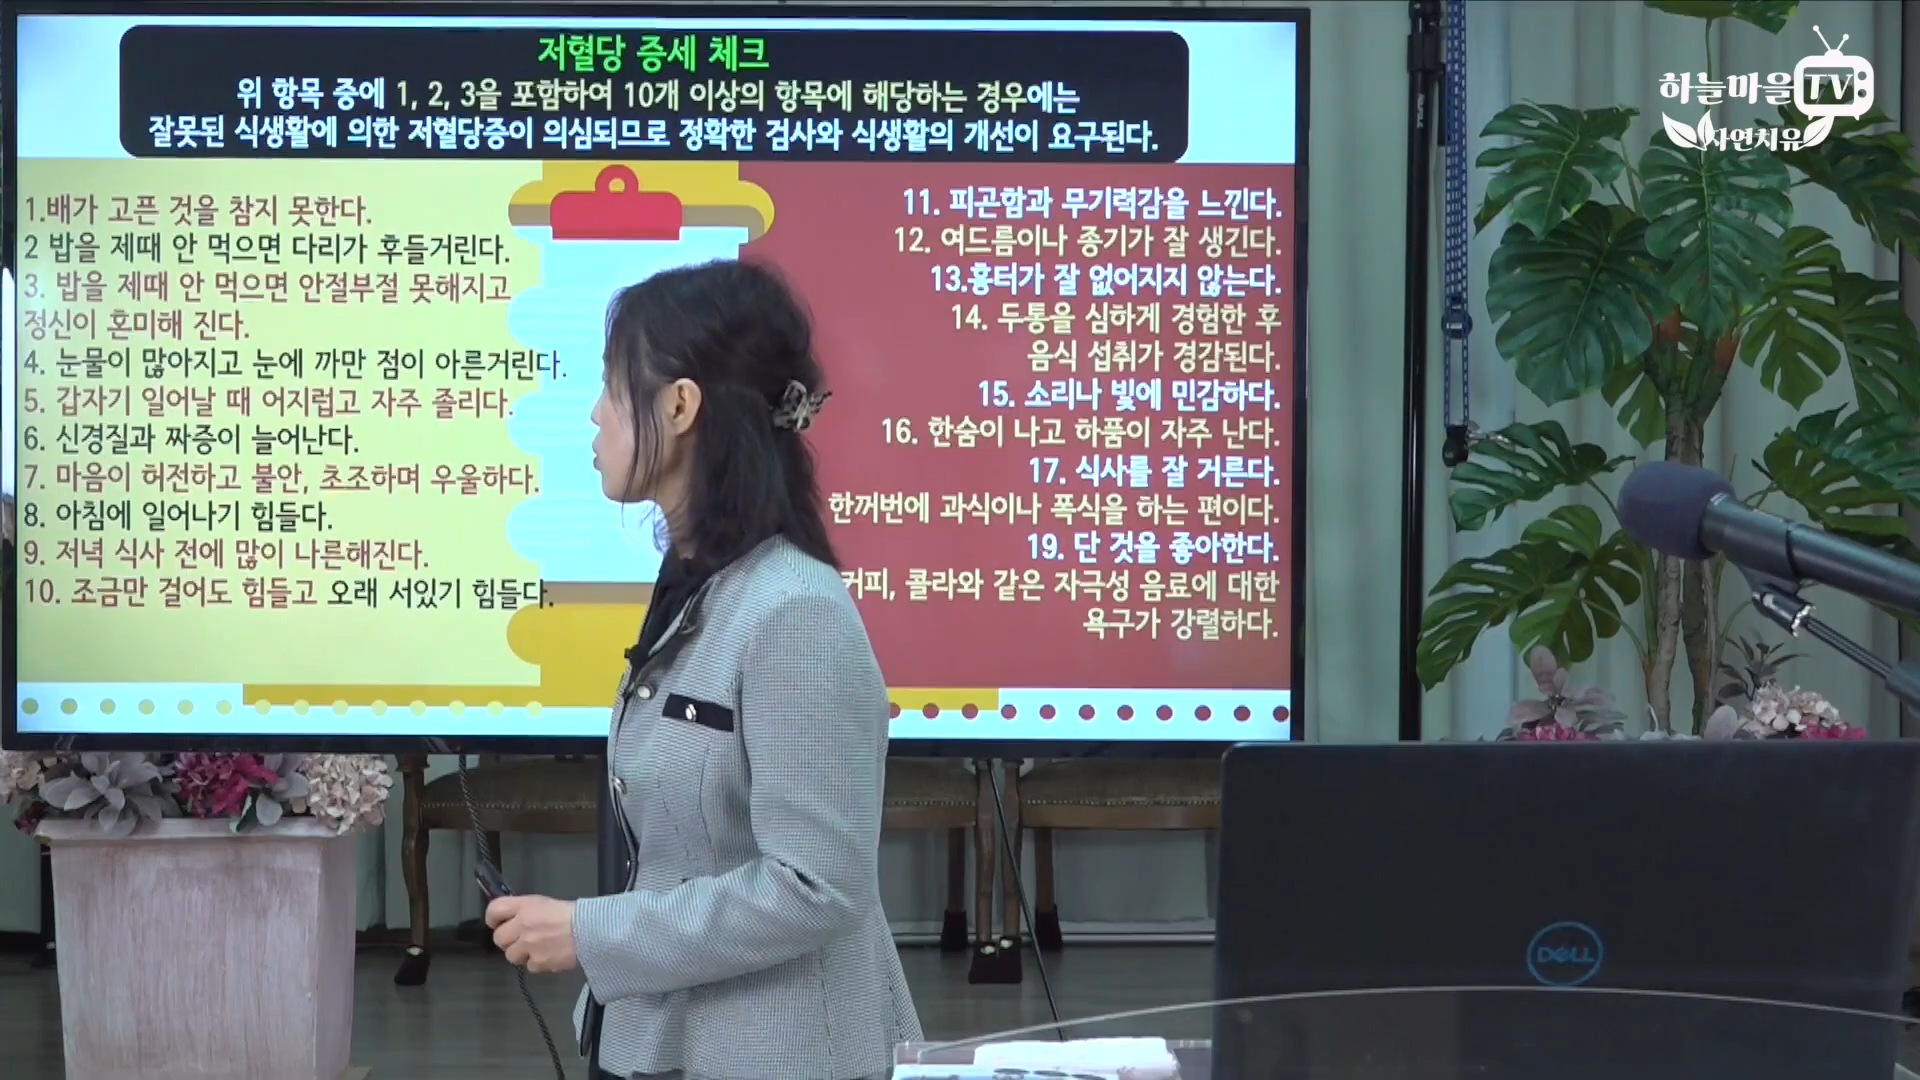 저혈당 증세 체크
위 항목 중에 1, 2, 3을 포함하여 10개 이상의 항목에 해당하는 경우에는
잘못된 식생활에 의한 저혈당증이 의심되므로 정확한 검사와 식생활의 개선이 요구된다.
1.배가 고픈 것을 참지 못한다.
2 밥을 제때 안 먹으면 다리가 후들거린다.
3. 밥을 제때 안 먹으면 안절부절 못해지고
정신이 혼미해 진다.
4. 눈물이 많아지고 눈에 까만 점이 아른거린다.
5. 갑자기 일어날 때 어지럽고 자주 졸리다.
6. 신경질과 짜증이 늘어난다.
7. 마음이 허전하고 불안, 초조하며 우울하다.
8. 아침에 일어나기 힘들다.
9. 저녁 식사 전에 많이 나른해진다.
10. 조금만 걸어도 힘들고 오래 서있기 힘들다.
11. 피곤함과 무기력감을 느낀다.
12. 여드름이나 종기가 잘 생긴다.
13.흉터가 잘 없어지지 않는다.
14. 두통을 심하게 경험한 후
음식 섭취가 경감된다.
15. 소리나 빛에 민감하다.
16. 한숨이 나고 하품이 자주 난다.
17. 식사를 잘 거른다.
한꺼번에 과식이나 폭식을 하는 편이다.
19. 단 것을 좋아한다.
커피, 콜라와 같은 자극성 음료에 대한
욕구가 강렬하다.
하늘마을 TV
자연치유
DELL